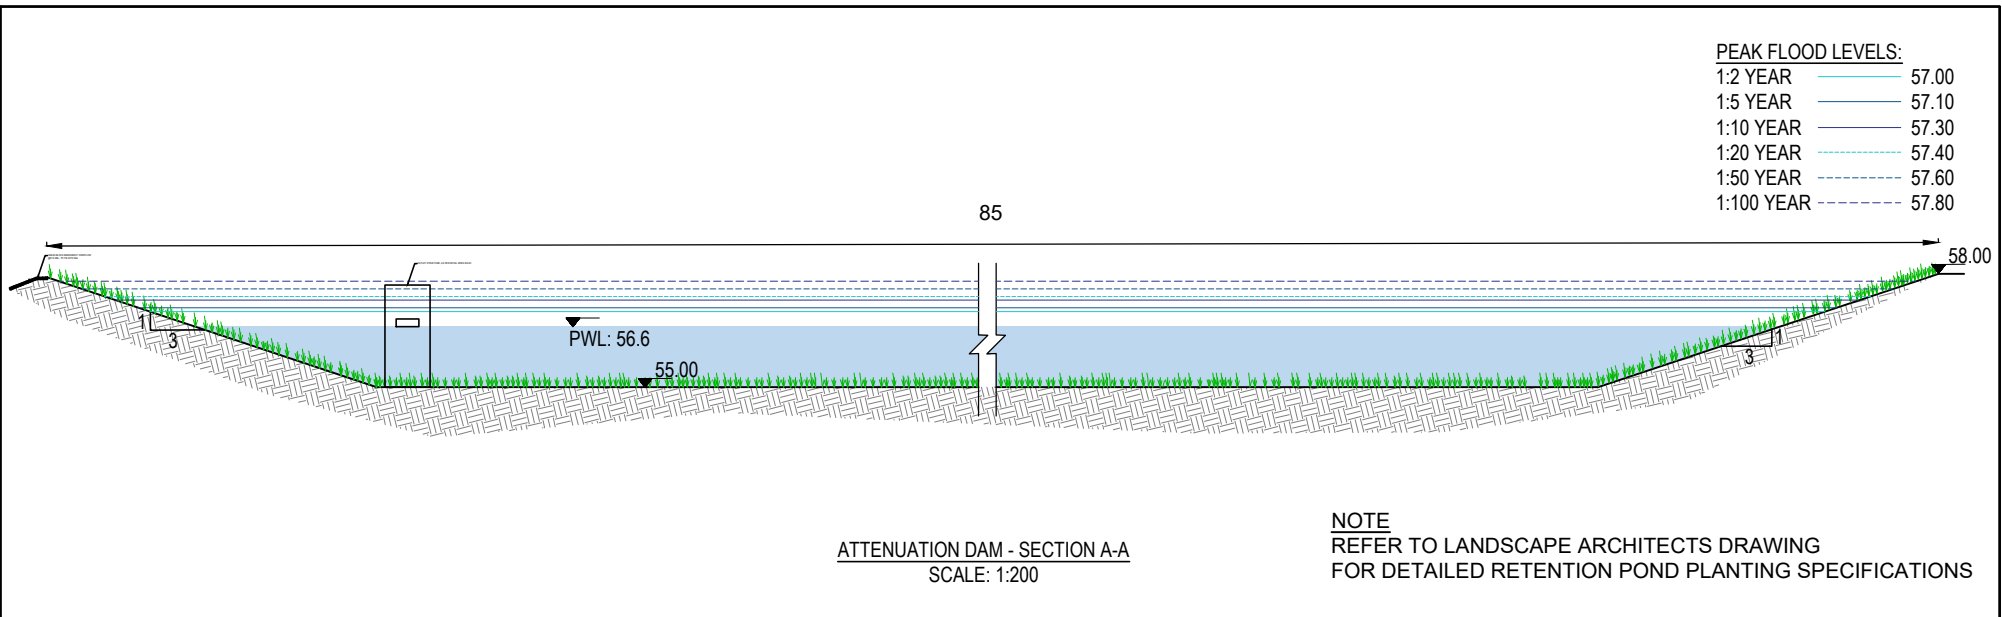 PEAK FLOOD LEVELS:
1:2 YEAR 57.00
1:5 YEAR 57.10
1:10 YEAR 57.30
1:20 YEAR 57.40
1:50 YEAR 57.60
1:100 YEAR 57.80
85
58.00
1
3
PWL: 56.6
1
3
55.00
ATTENUATION DAM - SECTION A-A
SCALE: 1:200
NOTE
REFER TO LANDSCAPE ARCHITECTS DRAWING
FOR DETAILED RETENTION POND PLANTING SPECIFICATIONS